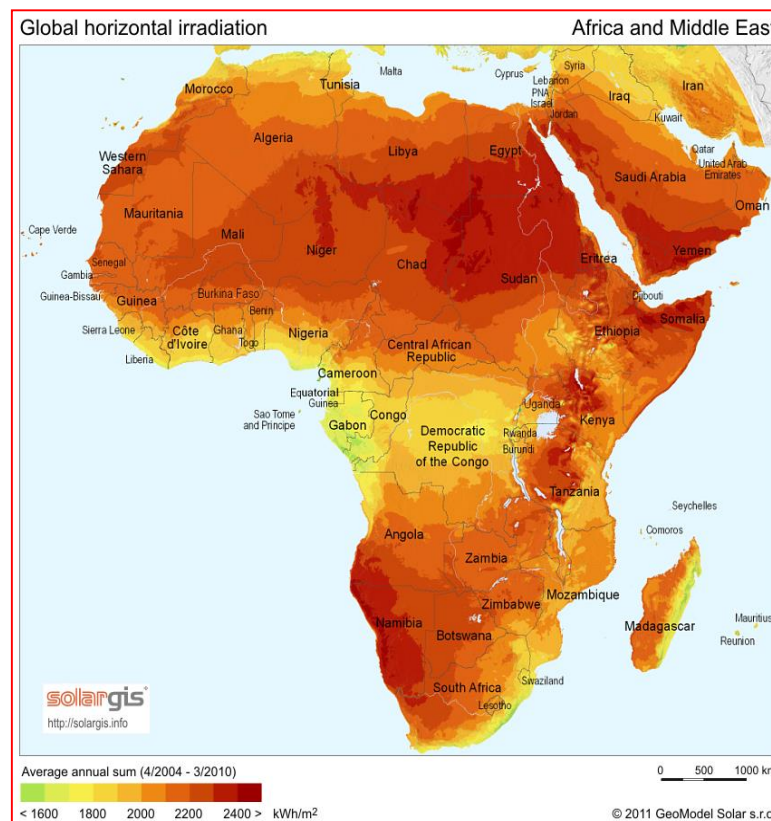 Global horizontal irradiation
Africa and Middle East
Malta
Cyprus
Syria
Lebanon
PNA
Israel
Jordan
Iraq
Iran
Kuwait
Morocco
Tunisia
Algeria
Libya
Egypt
Qatar
United Arab
Emirates
Saudi Arabia
Western
Sahara
Oman
Mauritania
Cape Verde
Mali
Niger
Chad
Sudan
Eritrea
Yemen
Senegal
Gambia
Guinea-Bissau
Guinea
Burkina Faso
Benin
Djbouti
Somalia
Sierra Leone
Côte
d'Ivoire
Ghana
Togo
Nigeria
Ethiopia
Liberia
Central African
Republic
Cameroon
Equatorial
Guinea
Sao Tome
and Principe
Gabon
Congo
Democratic
Republic
of the Congo
Uganda
Kenya
Rwanda
Burundi
Tanzania
Seychelles
Comoros
Angola
Zambia
Mozambique
Zimbabwe
Madagascar
Mauritius
Reunion
Namibia
Botswana
South Africa
Swaziland
Lesotho
solargis
http://solargis.info
Average annual sum (4/2004 - 3/2010)
< 1600 1800 2000 2200 2400 > kWh/m²
0 500 1000 km
© 2011 GeoModel Solar s.r.o